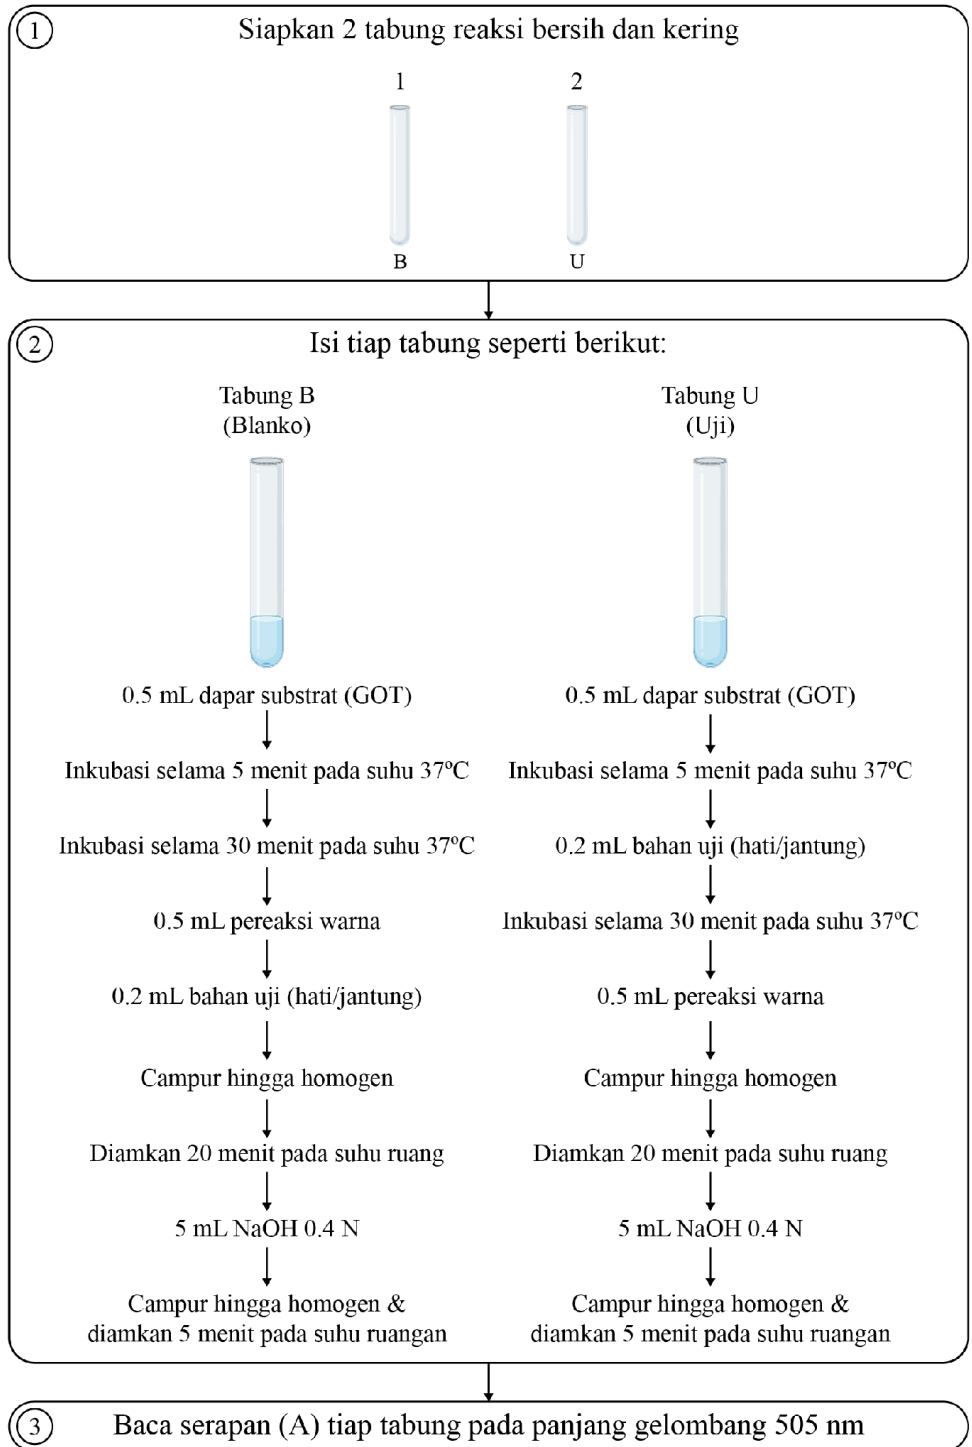 1
Siapkan 2 tabung reaksi bersih dan kering
1
2
B
U
2
Isi tiap tabung seperti berikut:
Tabung B
(Blanko)
0.5 mL dapar substrat (GOT)
Inkubasi selama 5 menit pada suhu 37ºC
Inkubasi selama 30 menit pada suhu 37ºC
0.5 mL pereaksi warna
0.2 mL bahan uji (hati/jantung)
Campur hingga homogen
Diamkan 20 menit pada suhu ruang
5 mL NaOH 0.4 N
Campur hingga homogen &
diamkan 5 menit pada suhu ruangan
Tabung U
(Uji)
0.5 mL dapar substrat (GOT)
Inkubasi selama 5 menit pada suhu 37ºC
0.2 mL bahan uji (hati/jantung)
Inkubasi selama 30 menit pada suhu 37ºC
0.5 mL pereaksi warna
Campur hingga homogen
Diamkan 20 menit pada suhu ruang
5 mL NaOH 0.4 N
Campur hingga homogen &
diamkan 5 menit pada suhu ruangan
3
Baca serapan (A) tiap tabung pada panjang gelombang 505 nm